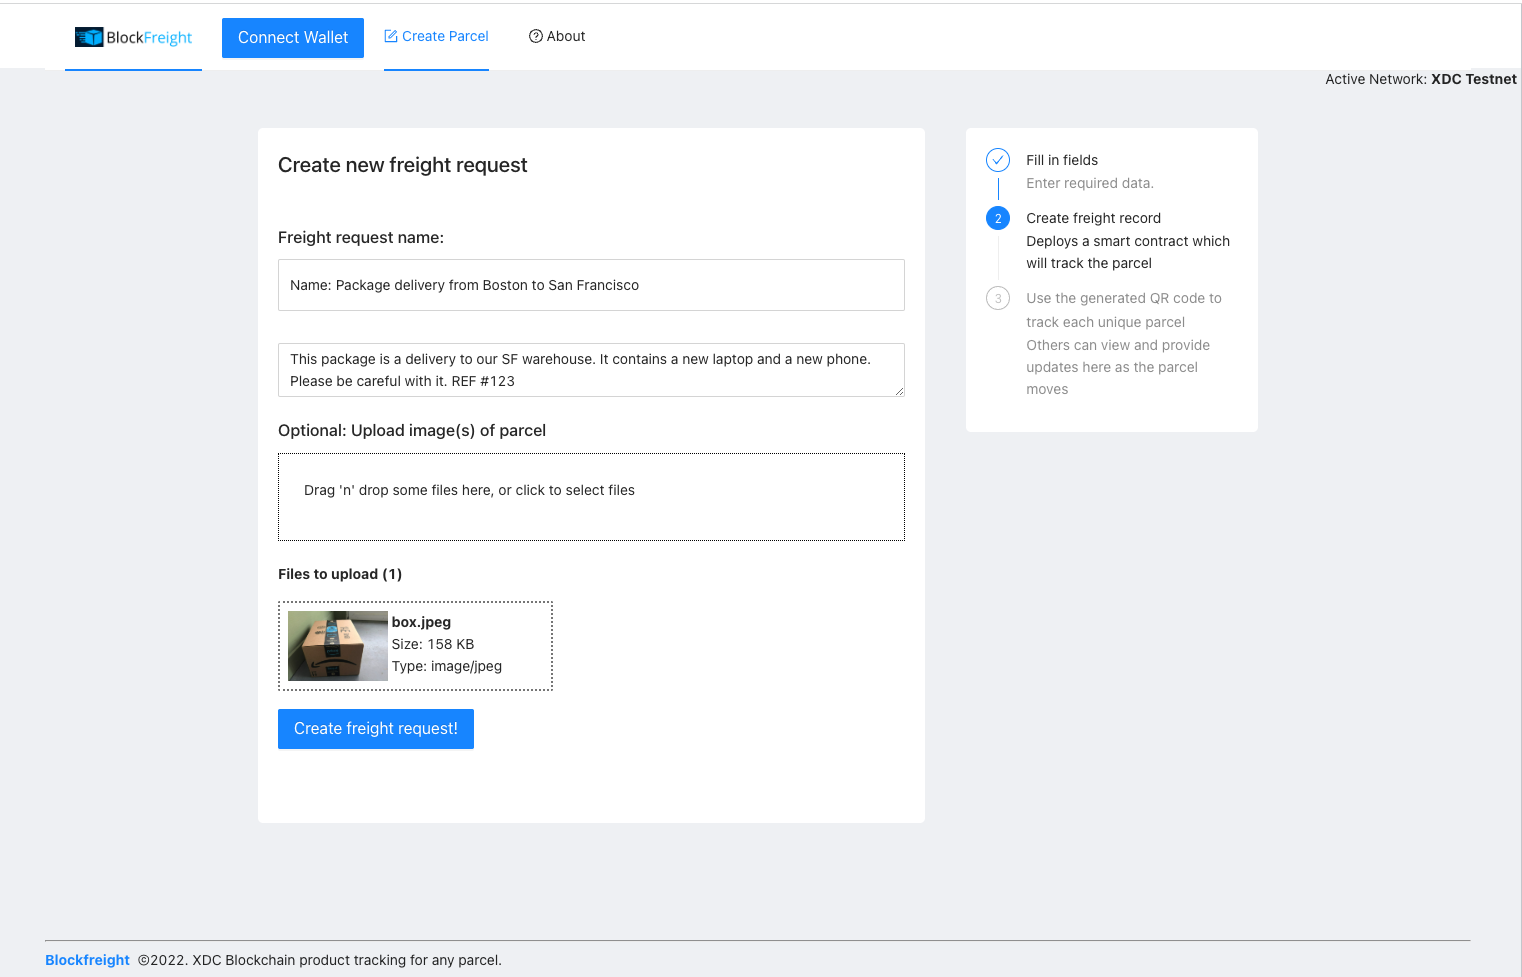 BlockFreight
Connect Wallet
Create Parcel
About
Active Network: XDC Testnet
Create new freight request
Freight request name:
Name: Package delivery from Boston to San Francisco
This package is a delivery to our SF warehouse. It contains a new laptop and a new phone.
Please be careful with it. REF #123
Optional: Upload image(s) of parcel
Drag 'n' drop some files here, or click to select files
Files to upload (1)
box.jpeg
Size: 158 KB
Type: image/jpeg
Create freight request!
Fill in fields
Enter required data.
2
Create freight record
Deploys a smart contract which
will track the parcel
3
Use the generated QR code to
track each unique parcel
Others can view and provide
updates here as the parcel
moves
Blockfreight ©2022. XDC Blockchain product tracking for any parcel.